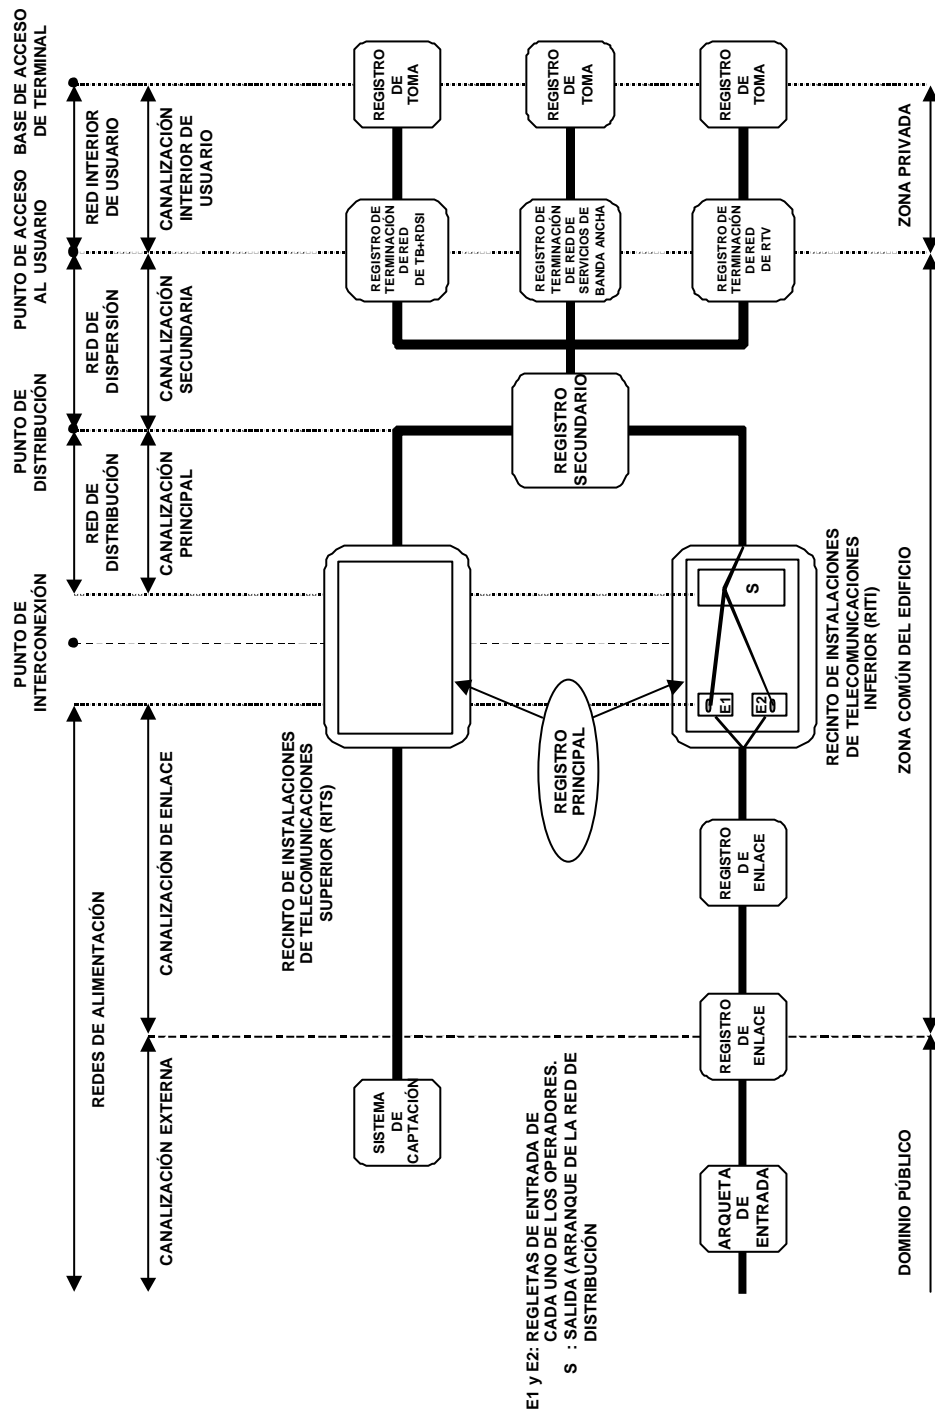 PUNTO DE
INTERCONEXIÓN
PUNTO DE
DISTRIBUCIÓN
PUNTO DE ACCESO
AL USUARIO
BASE DE ACCESO
DE TERMINAL
REDES DE ALIMENTACIÓN
RED DE
DISTRIBUCIÓN
RED DE
DISPERSIÓN
RED INTERIOR
DE USUARIO
CANALIZACIÓN EXTERNA
CANALIZACIÓN DE ENLACE
CANALIZACIÓN
PRINCIPAL
CANALIZACIÓN
SECUNDARIA
CANALIZACIÓN
INTERIOR DE
USUARIO
SISTEMA
DE
CAPTACIÓN
RECINTO DE INSTALACIONES
DE TELECOMUNICACIONES
SUPERIOR (RITS)
REGISTRO DE
TERMINACIÓN
DE RED
DE TB+RDSI
REGISTRO
DE
TOMA
REGISTRO
PRINCIPAL
REGISTRO
SECUNDARIO
REGISTRO DE
TERMINACIÓN
DE RED DE
SERVICIOS DE
BANDA ANCHA
REGISTRO
DE
TOMA
E1 y E2: REGLETAS DE ENTRADA DE
CADA UNO DE LOS OPERADORES.
S : SALIDA (ARRANQUE DE LA RED DE
DISTRIBUCIÓN
ARQUETA
DE
ENTRADA
REGISTRO
DE
ENLACE
REGISTRO
DE
ENLACE
E1
E2
S
REGISTRO DE
TERMINACIÓN
DE RED
DE RTV
REGISTRO
DE
TOMA
RECINTO DE INSTALACIONES
DE TELECOMUNICACIONES
INFERIOR (RITI)
DOMINIO PÚBLICO
ZONA COMÚN DEL EDIFICIO
ZONA PRIVADA